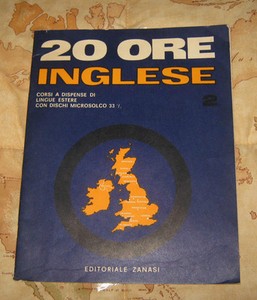 20 ORE
INGLESE
2
CORSI A DISPENSE DI
LINGUE ESTERE
CON DISCHI MICROSOLCO 33 ⅓
EDITORIALE ZANASI